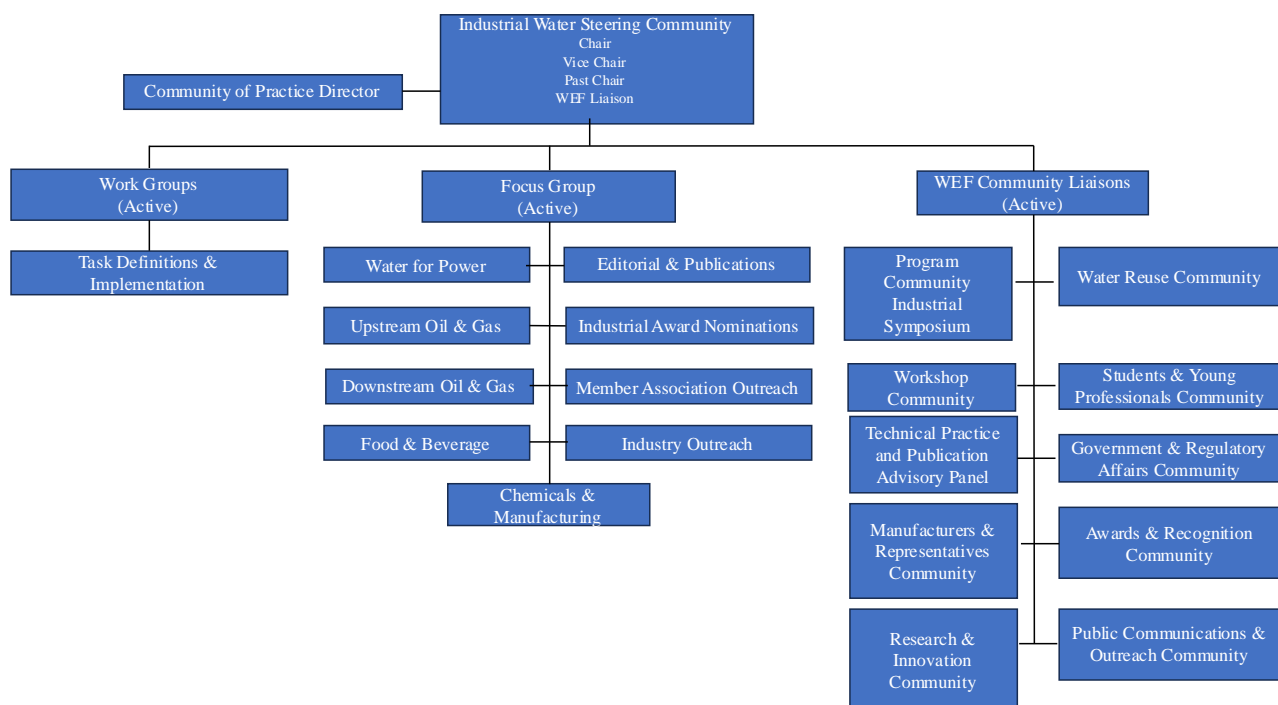 Industrial Water Steering Community
Chair
Vice Chair
Past Chair
WEF Liaison
Community of Practice Director
Work Groups
(Active)
Task Definitions &
Implementation
Focus Group
(Active)
Water for Power
Editorial & Publications
Upstream Oil & Gas
Industrial Award Nominations
Downstream Oil & Gas
Member Association Outreach
Food & Beverage
Industry Outreach
Chemicals &
Manufacturing
WEF Community Liaisons
(Active)
Program
Community
Industrial
Symposium
Water Reuse Community
Workshop
Community
Students & Young
Professionals Community
Technical Practice
and Publication
Advisory Panel
Government & Regulatory
Affairs Community
Manufacturers &
Representatives
Community
Awards & Recognition
Community
Research &
Innovation
Community
Public Communications &
Outreach Community